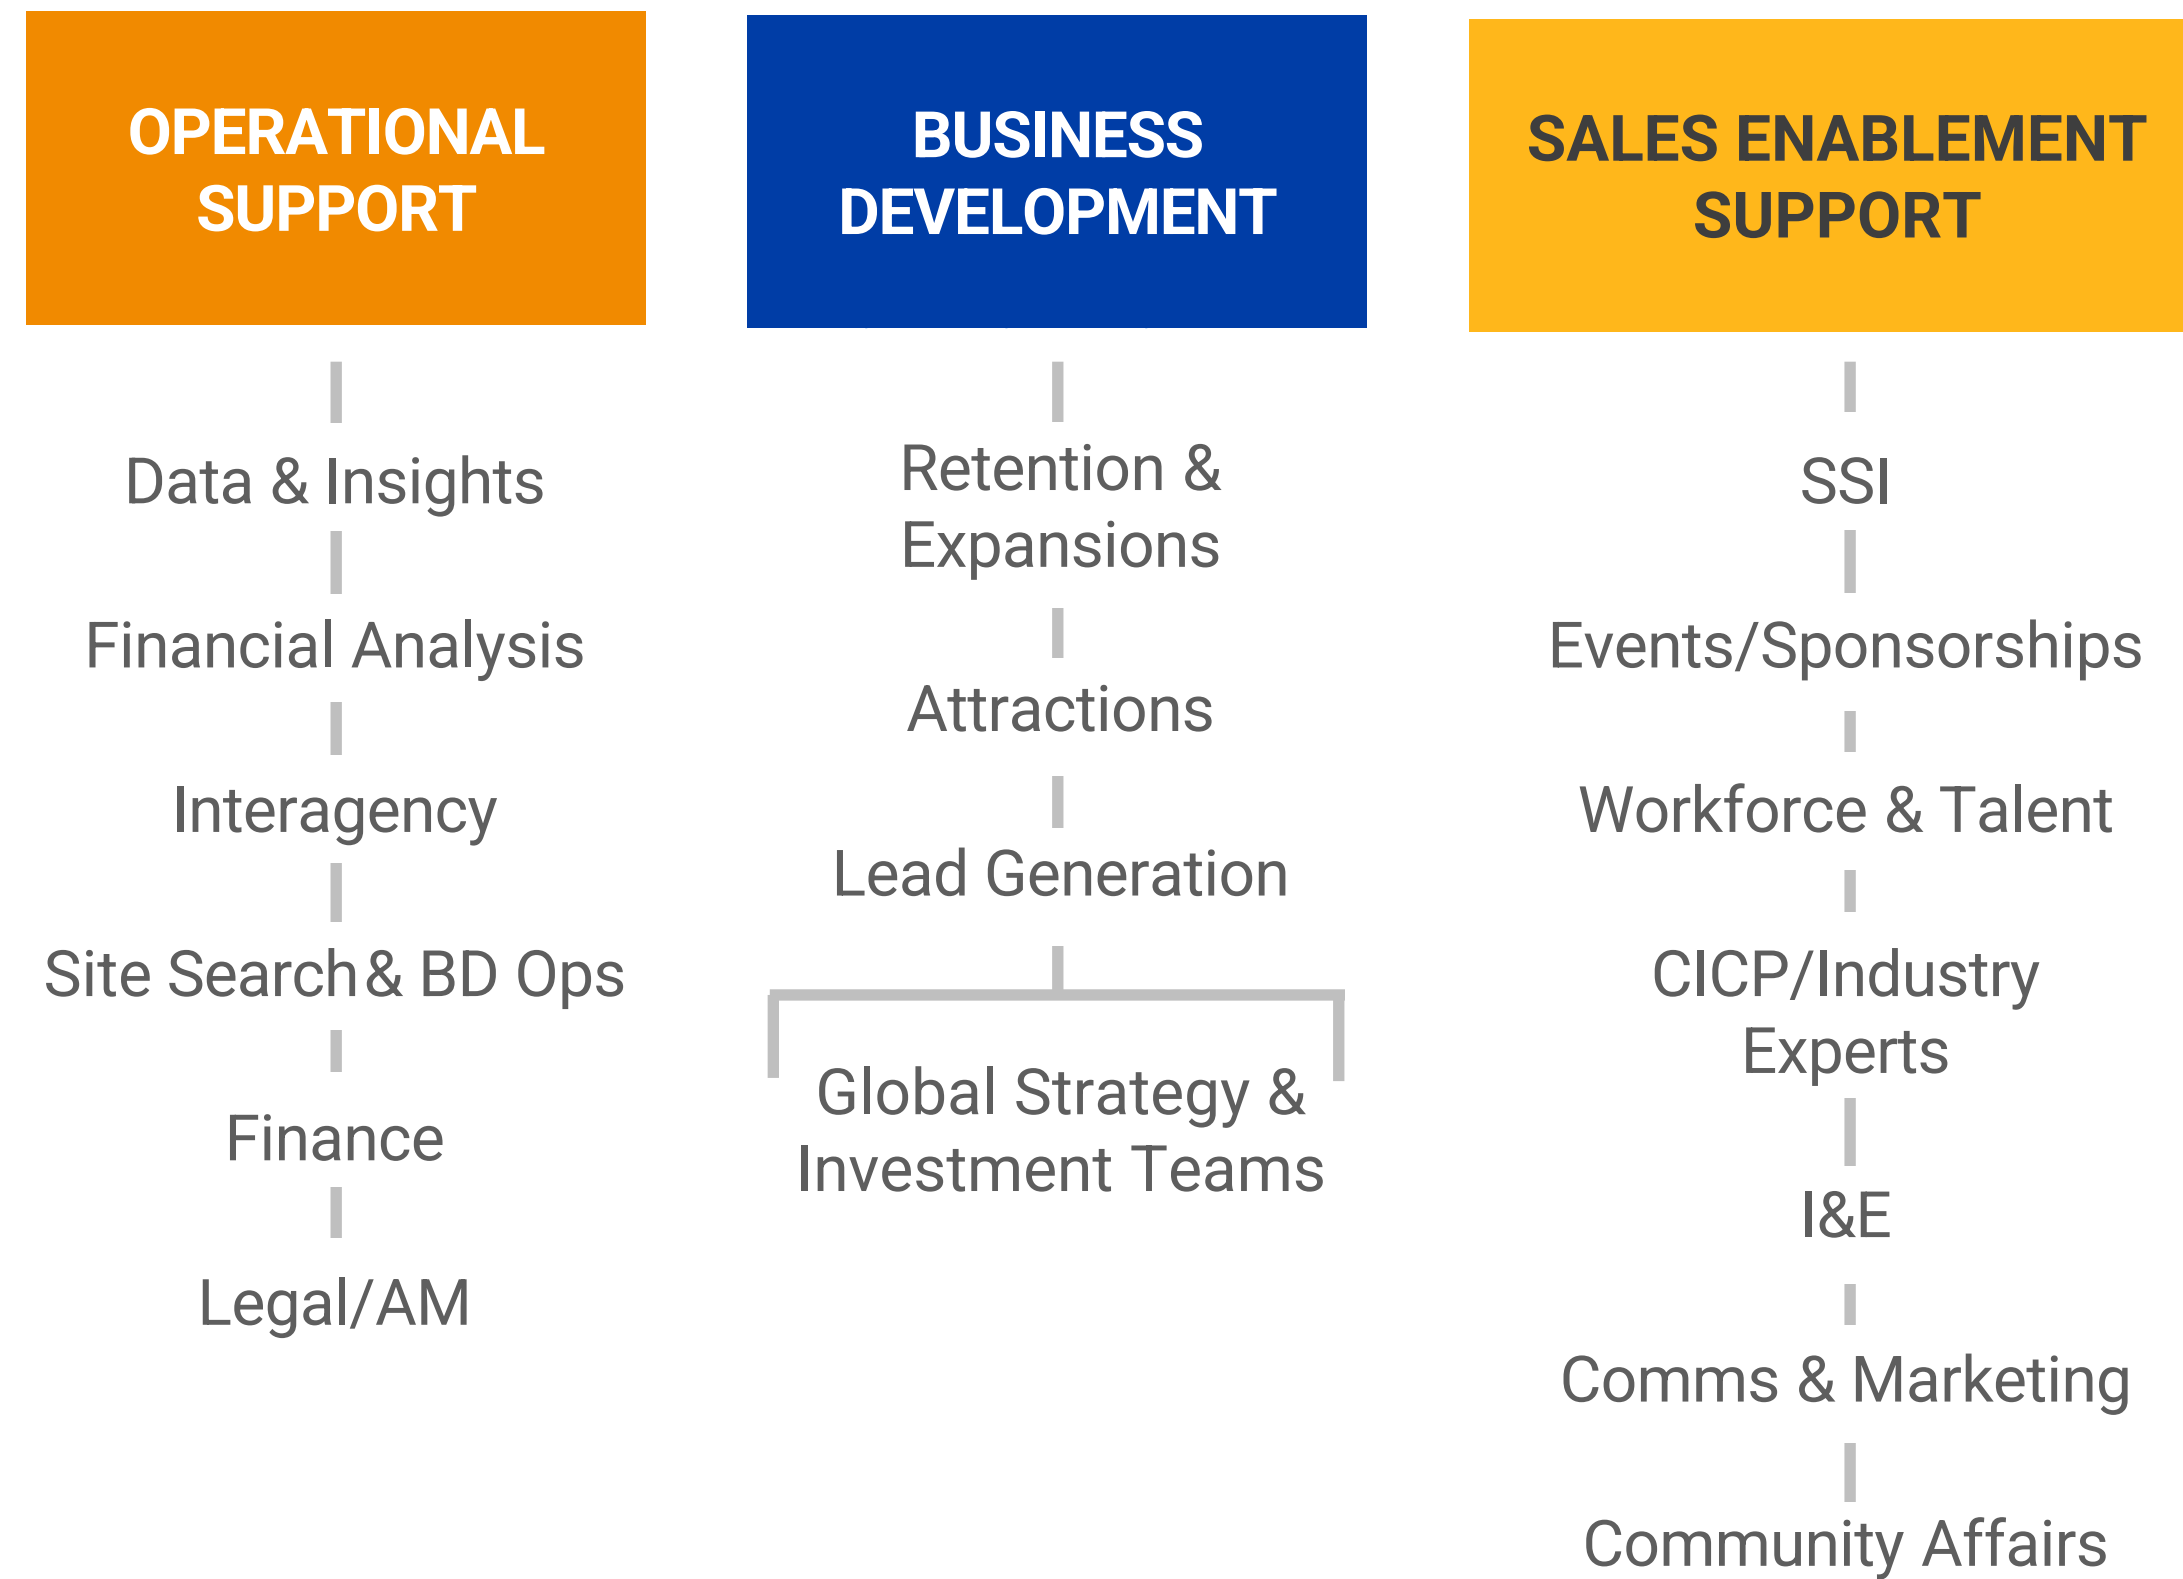 OPERATIONAL
SUPPORT
Data & Insights
Financial Analysis
Interagency
Site Search & BD Ops
Finance
Legal/AM
BUSINESS
DEVELOPMENT
Retention &
Expansions
Attractions
Lead Generation
Global Strategy &
Investment Teams
SALES ENABLEMENT
SUPPORT
SSI
Events/Sponsorships
Workforce & Talent
CICP/Industry
Experts
I&E
Comms & Marketing
Community Affairs